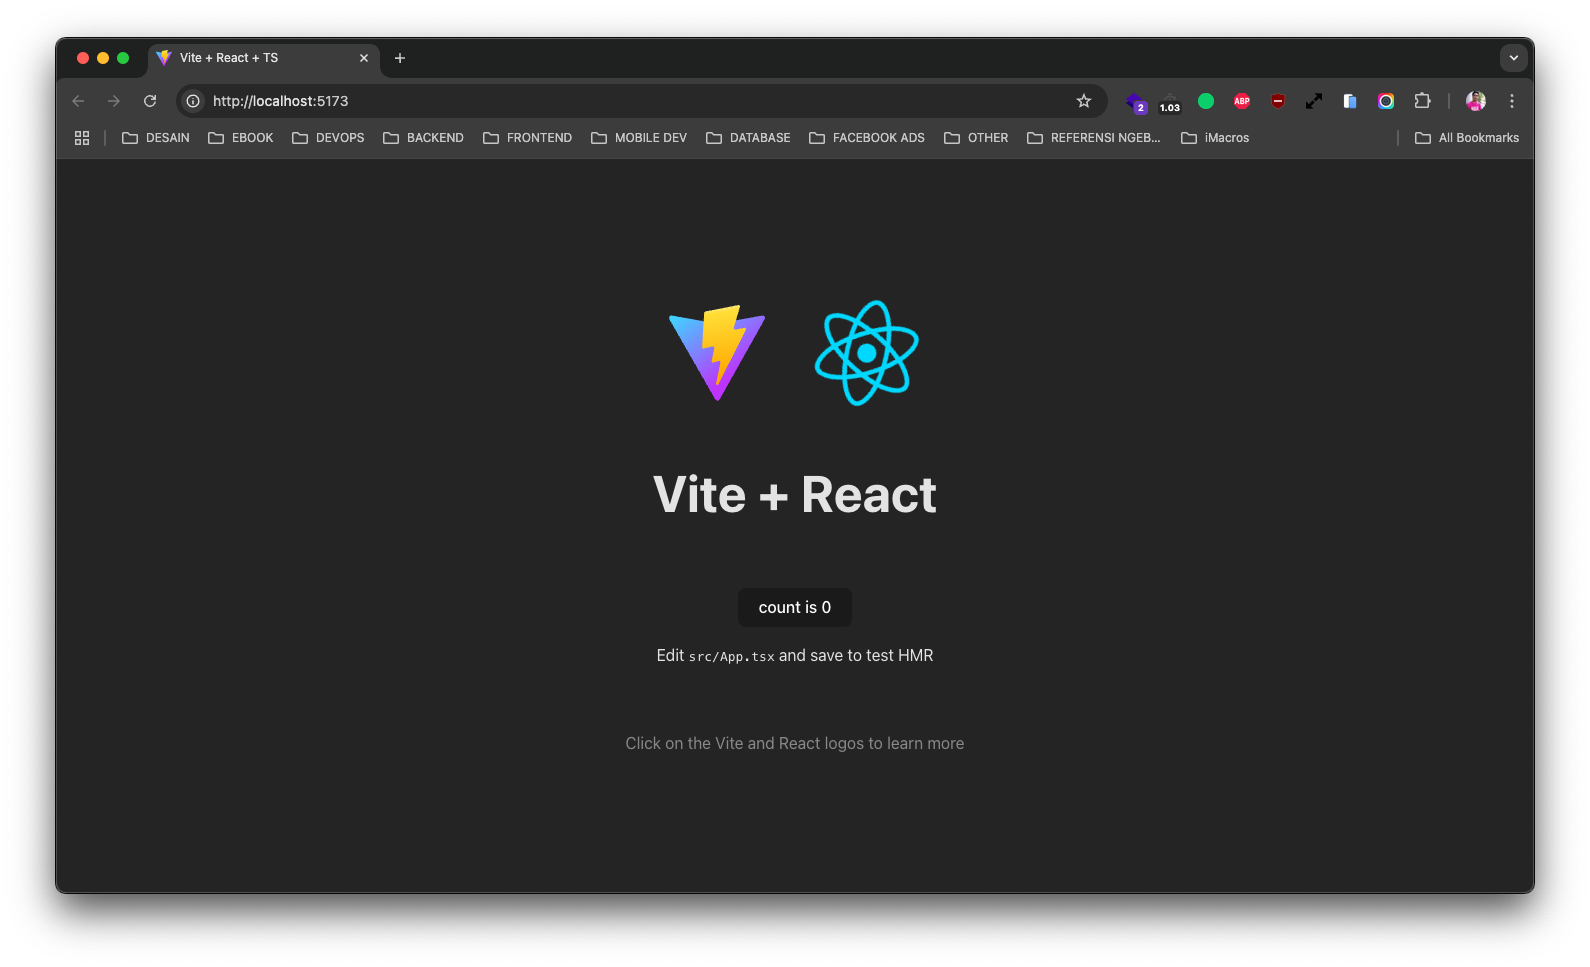 Vite + React + TS
http://localhost:5173
2
1.03
ABP
DESAIN
EBOOK
DEVOPS
BACKEND
FRONTEND
MOBILE DEV
DATABASE
FACEBOOK ADS
OTHER
REFERENSI NGEB...
iMacros
All Bookmarks
Vite + React
count is 0
Edit src/App.tsx and save to test HMR
Click on the Vite and React logos to learn more